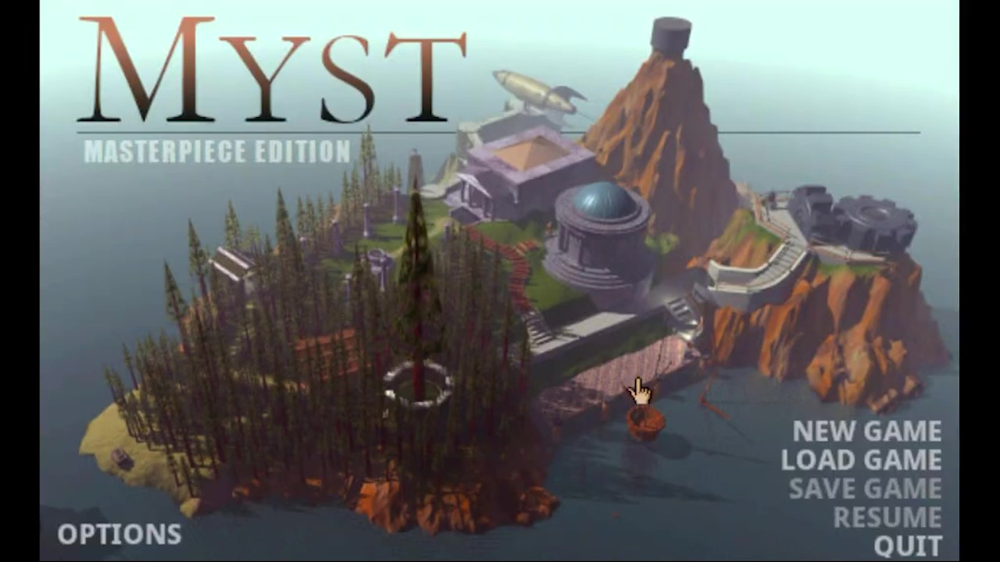 MYST
MASTERPIECE EDITION
NEW GAME
LOAD GAME
SAVE GAME
RESUME
QUIT
OPTIONS